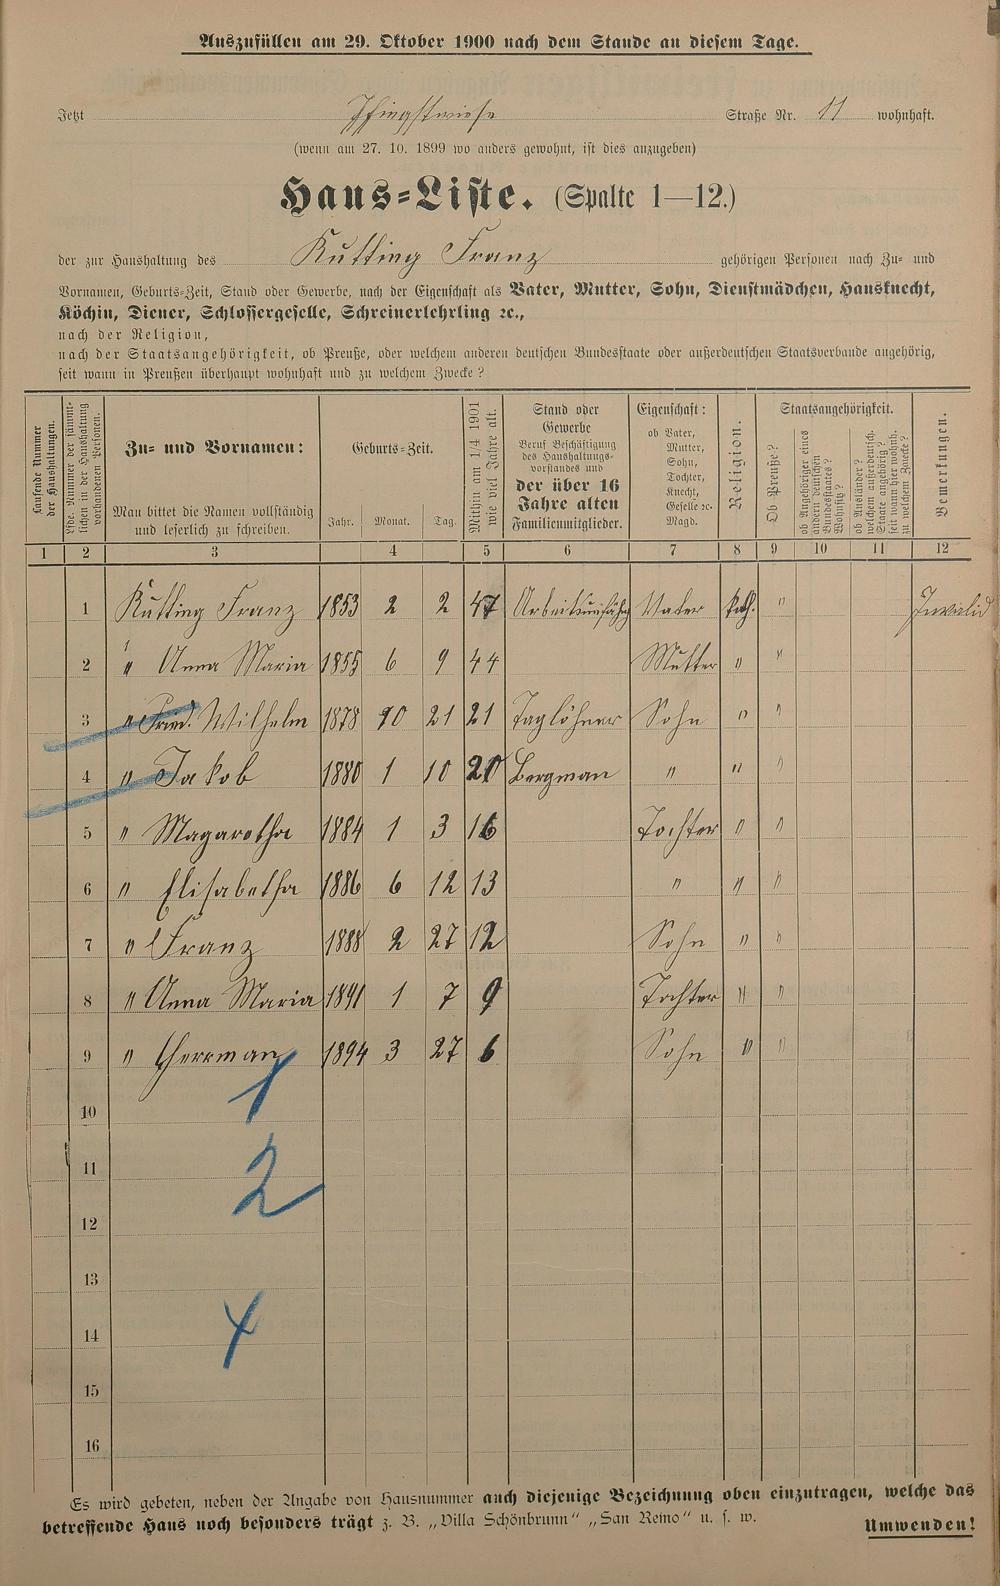 Auszufüllen am 29. Oktober 1900 nach dem Stande an diesem Tage.
Jetzt Pfingstwiese Straße Nr. 11 wohnhaft.
(wenn am 27. 10. 1899 wo anders gewohnt, ist dies anzugeben)
Haus=Liste. (Spalte 1—12.)
der zur Haushaltung des Kutting Franz gehörigen Personen nach Zu= und
Vornamen, Geburts=Zeit, Stand oder Gewerbe, nach der Eigenschaft als Vater, Mutter, Sohn, Dienstmädchen, Hausknecht,
Köchin, Diener, Schlossergeselle, Schreinerlehrling ꝛc.,
nach der Religion,
nach der Staatsangehörigkeit, ob Preuße, oder welchem anderen deutschen Bundesstaate oder außerdeutschen Staatsverbande angehörig,
seit wann in Preußen überhaupt wohnhaft und zu welchem Zwecke?
Laufende Nummer der Haushaltungen.
Lfde. Nummer der sämmtlichen in der Haushaltung vorhandenen Personen.
Zu= und Vornamen:
Man bittet die Namen vollständig
und leserlich zu schreiben.
Geburts=Zeit.
Jahr. Monat. Tag.
Mithin am 1/4 1901 wie viel Jahre alt.
Stand oder
Gewerbe
Beruf Beschäftigung
des Haushaltungs=
vorstandes und
der über 16
Jahre alten
Familienmitglieder.
Eigenschaft:
ob Vater,
Mutter,
Sohn,
Tochter,
Knecht,
Geselle ꝛc.
Magd.
Religion.
Staatsangehörigkeit.
Ob Preuße?
ob Angehöriger eines andern deutschen Bundesstaates? Wohnsitz?
ob Ausländer? welchem außerdeutsch. Staate angehörig? seit wann hier wohnh. zu welchem Zwecke?
Bemerkungen.
1 2 3 4 5 6 7 8 9 10 11 12
1 Kutting Franz 1853 2 2 47 Arbeitsunfähig Vater kath. " Invalid
2 " Anna Maria 1855 6 9 44 Mutter " "
3 " Fried. Wilhelm 1878 10 21 21 Taglöhner Sohn " "
4 " Jakob 1880 1 10 20 Bergman " " "
5 " Magaretha 1884 1 3 16 Tochter " "
6 " Elisabetha 1886 6 12 13 " " "
7 " Franz 1888 2 27 12 Sohn " "
8 " Anna Maria 1891 1 7 9 Tochter " "
9 " Herrman 1894 3 27 6 Sohn " "
1
10
2
11
12
13
4
14
15
16
Es wird gebeten, neben der Angabe von Hausnummer auch diejenige Bezeichnung oben einzutragen, welche das
betreffende Haus noch besonders trägt z. B. „Villa Schönbrunn" „San Remo" u. s. w. Umwenden!